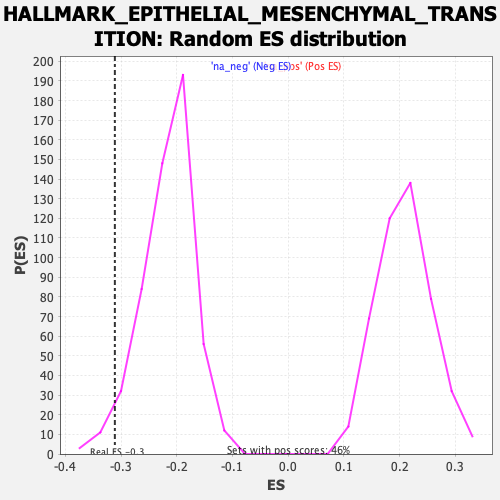 HALLMARK_EPITHELIAL_MESENCHYMAL_TRANS
ITION: Random ES distribution
'na_neg' (Neg ES) os' (Pos ES)
200
190
180
170
160
150
140
130
120
110
100
90
80
70
60
50
40
30
20
10
0
P(ES)
Real ES -0.3
Sets with pos scores: 46%
-0.4 -0.3 -0.2 -0.1 0.0 0.1 0.2 0.3
ES